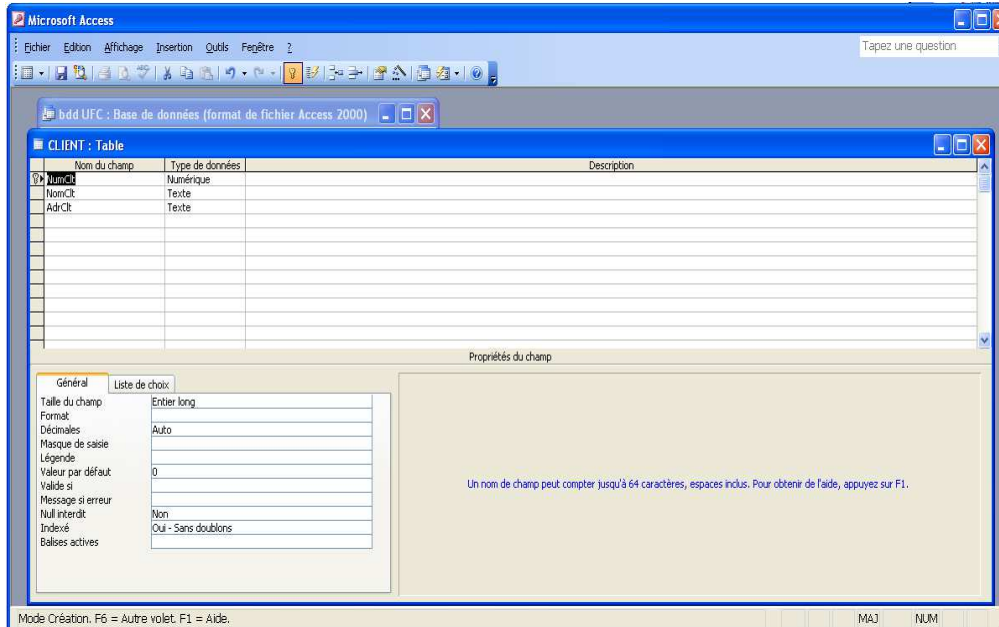 Microsoft Access
Fichier Edition Affichage Insertion Outils Fenêtre ?
Tapez une question
bdd UFC : Base de données (format de fichier Access 2000)
CLIENT : Table
Nom du champ Type de données Description
NumClt Numérique
NomClt Texte
AdrClt Texte
Propriétés du champ
Général Liste de choix
Taille du champ Entier long
Format
Décimales Auto
Masque de saisie
Légende
Valeur par défaut 0
Valide si
Message si erreur
Null interdit Non
Indexé Oui - Sans doublons
Balises actives
Un nom de champ peut compter jusqu'à 64 caractères, espaces inclus. Pour obtenir de l'aide, appuyez sur F1.
Mode Création. F6 = Autre volet. F1 = Aide.
MAJ NUM